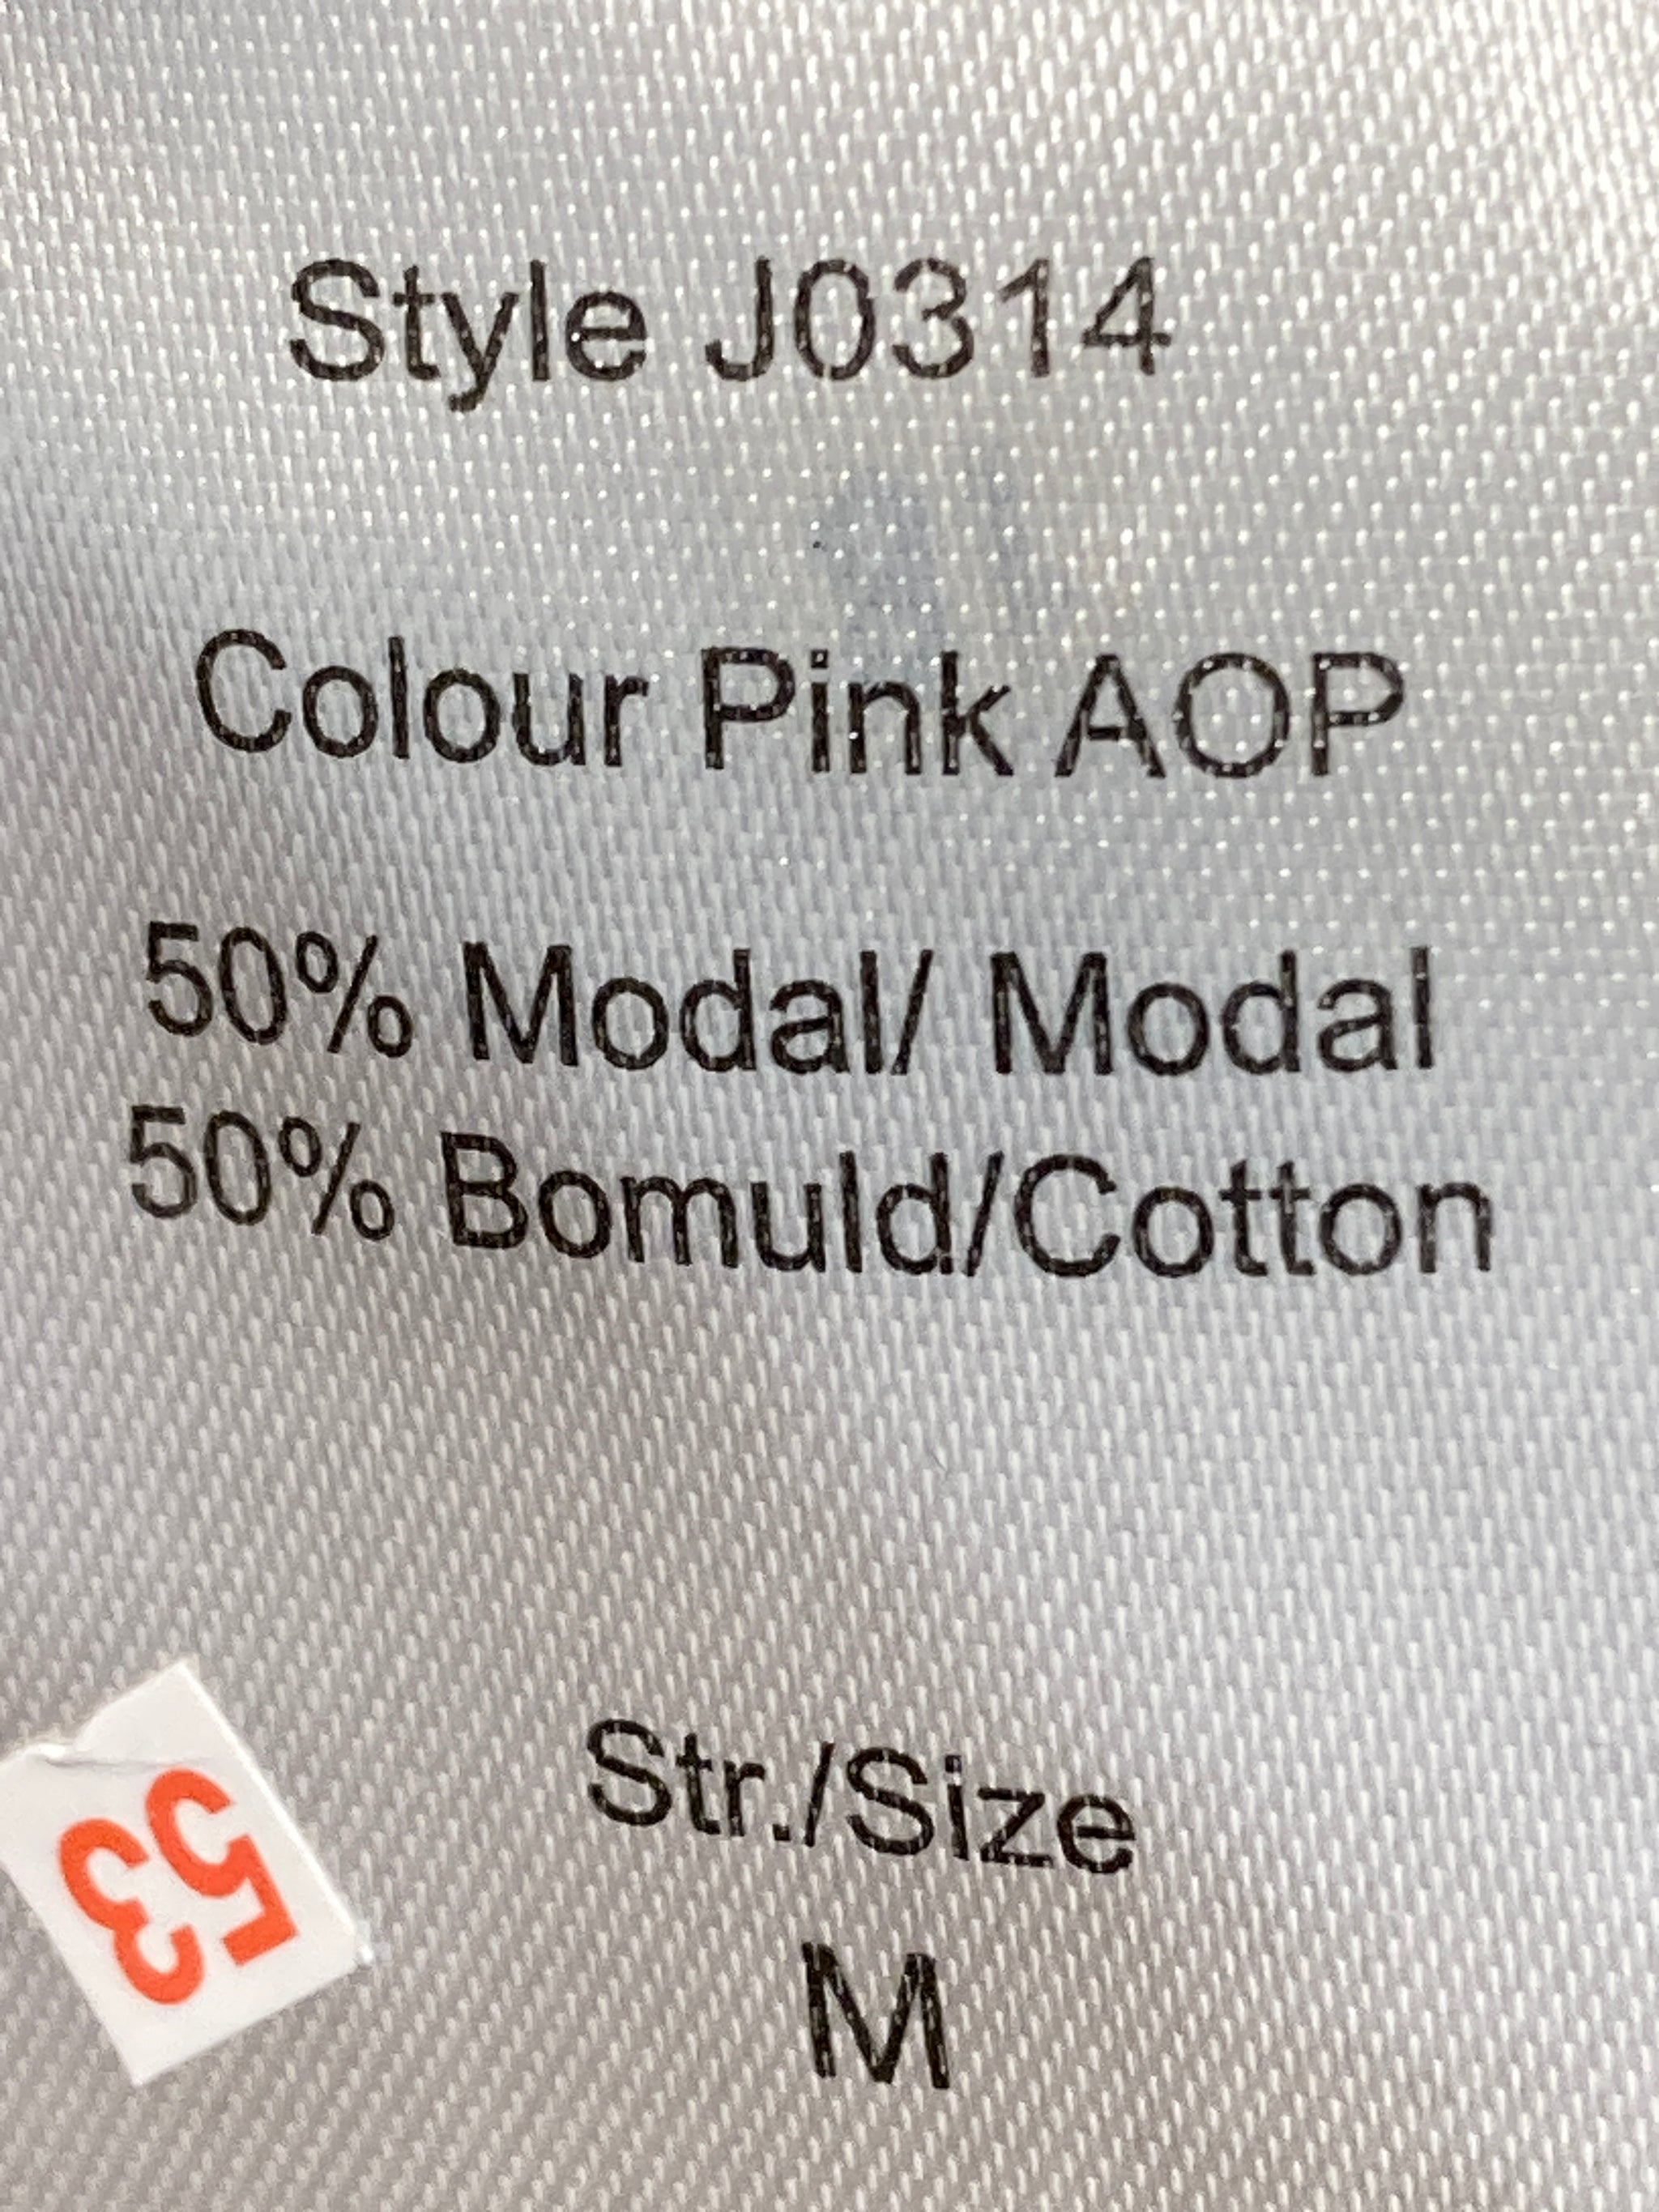 Style J0314
Colour Pink AOP
50% Modal/ Modal
50% Bomuld/Cotton
Str./Size
M
53